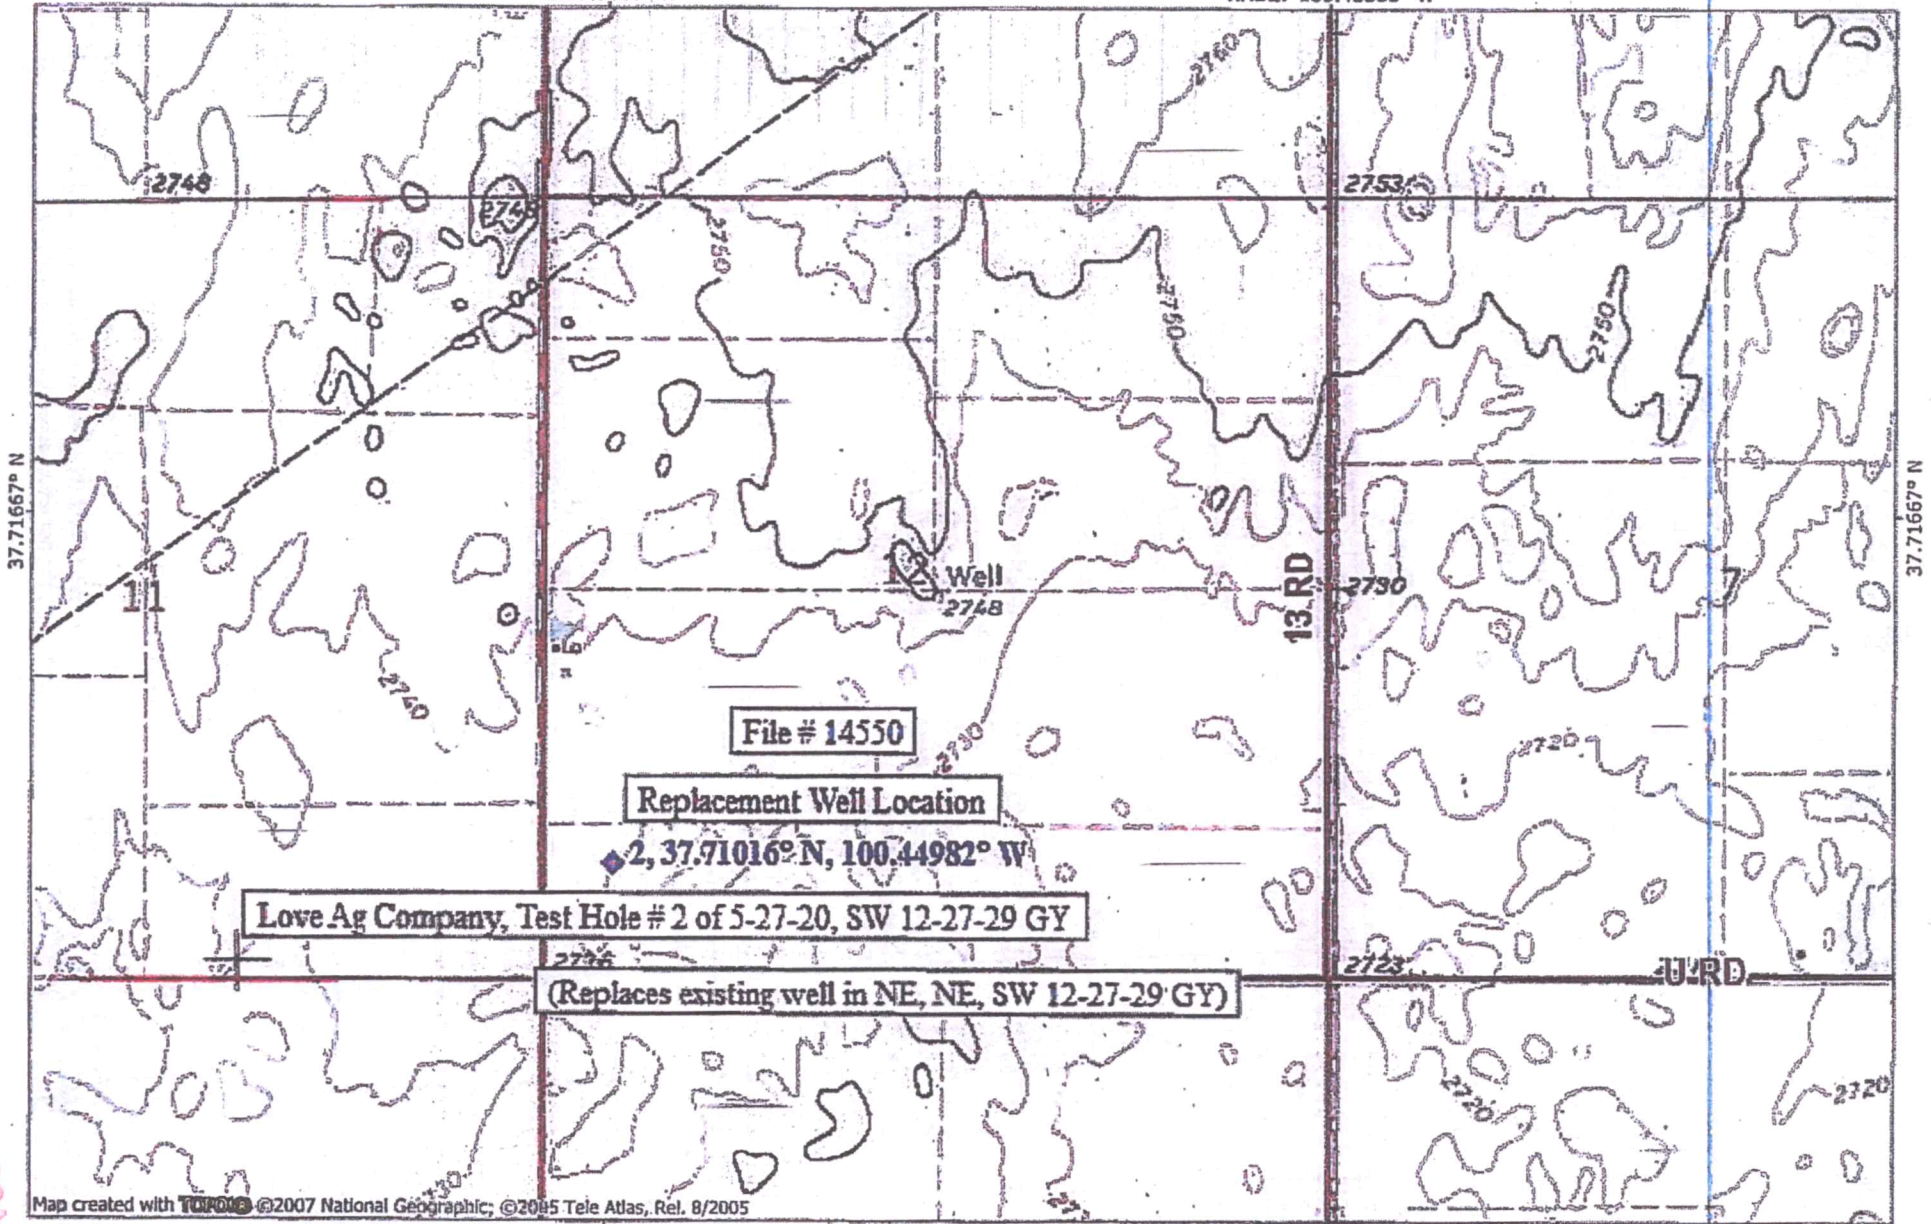 2760
2748
2753
274
2750
2750
2750
37.71667° N
37.71667° N
11
Well
2748
13 RD
2730
7
2740
File # 14550
2730
2720
Replacement Well Location
2, 37.71016° N, 100.44982° W
Love Ag Company, Test Hole # 2 of 5-27-20, SW 12-27-29 GY
2723
U RD
(Replaces existing well in NE, NE, SW 12-27-29 GY)
2720
2720
Map created with TOPO!® ©2007 National Geographic; ©2005 Tele Atlas, Rel. 8/2005